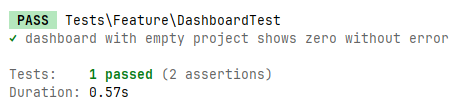 PASS Tests\Feature\DashboardTest
✓ dashboard with empty project shows zero without error
Tests: 1 passed (2 assertions)
Duration: 0.57s